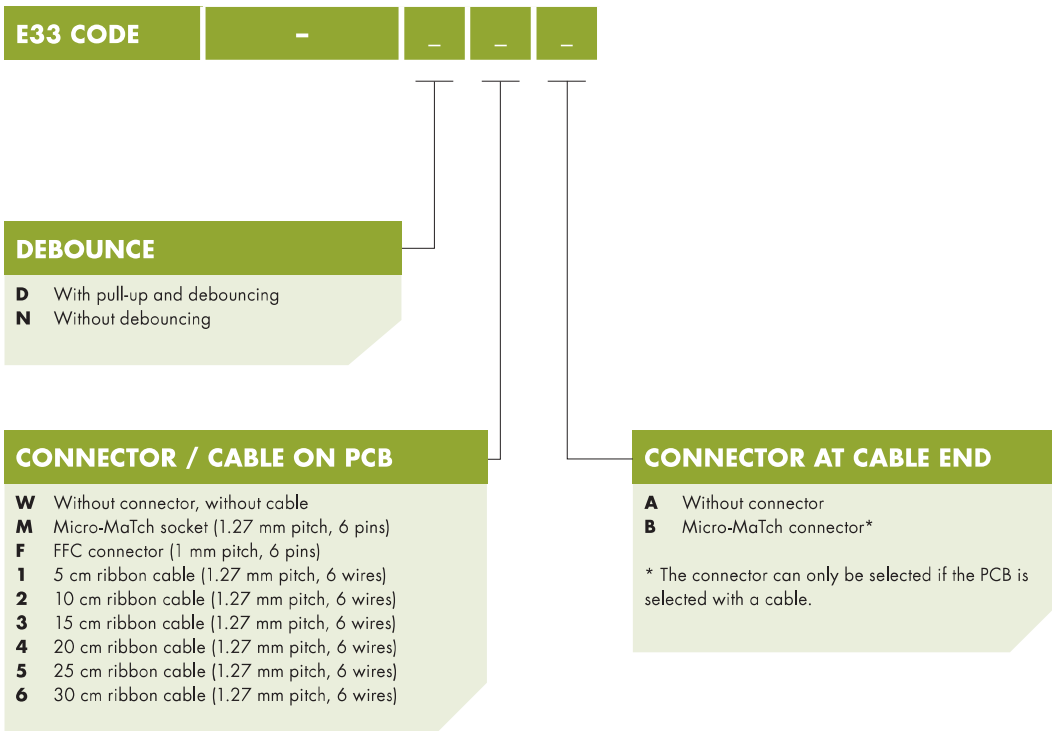 E33 CODE – _ _ _
DEBOUNCE
D With pull-up and debouncing
N Without debouncing
CONNECTOR / CABLE ON PCB
W Without connector, without cable
M Micro-MaTch socket (1.27 mm pitch, 6 pins)
F FFC connector (1 mm pitch, 6 pins)
1 5 cm ribbon cable (1.27 mm pitch, 6 wires)
2 10 cm ribbon cable (1.27 mm pitch, 6 wires)
3 15 cm ribbon cable (1.27 mm pitch, 6 wires)
4 20 cm ribbon cable (1.27 mm pitch, 6 wires)
5 25 cm ribbon cable (1.27 mm pitch, 6 wires)
6 30 cm ribbon cable (1.27 mm pitch, 6 wires)
CONNECTOR AT CABLE END
A Without connector
B Micro-MaTch connector*
* The connector can only be selected if the PCB is
selected with a cable.